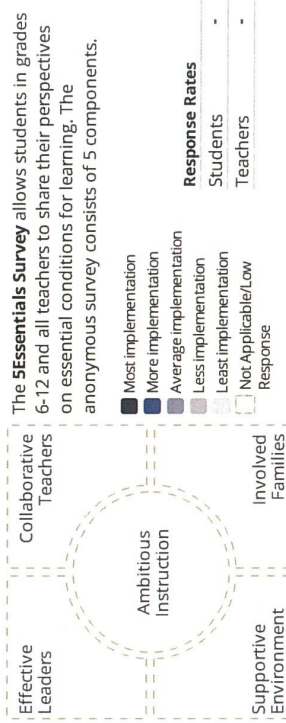 The 5Essentials Survey allows students in grades
6-12 and all teachers to share their perspectives
on essential conditions for learning. The
anonymous survey consists of 5 components.
Effective
Leaders
Collaborative
Teachers
Ambitious
Instruction
Supportive
Environment
Involved
Families
Most implementation
More implementation
Average implementation
Less implementation
Least implementation
Not Applicable/Low
Response
Response Rates
Students -
Teachers -